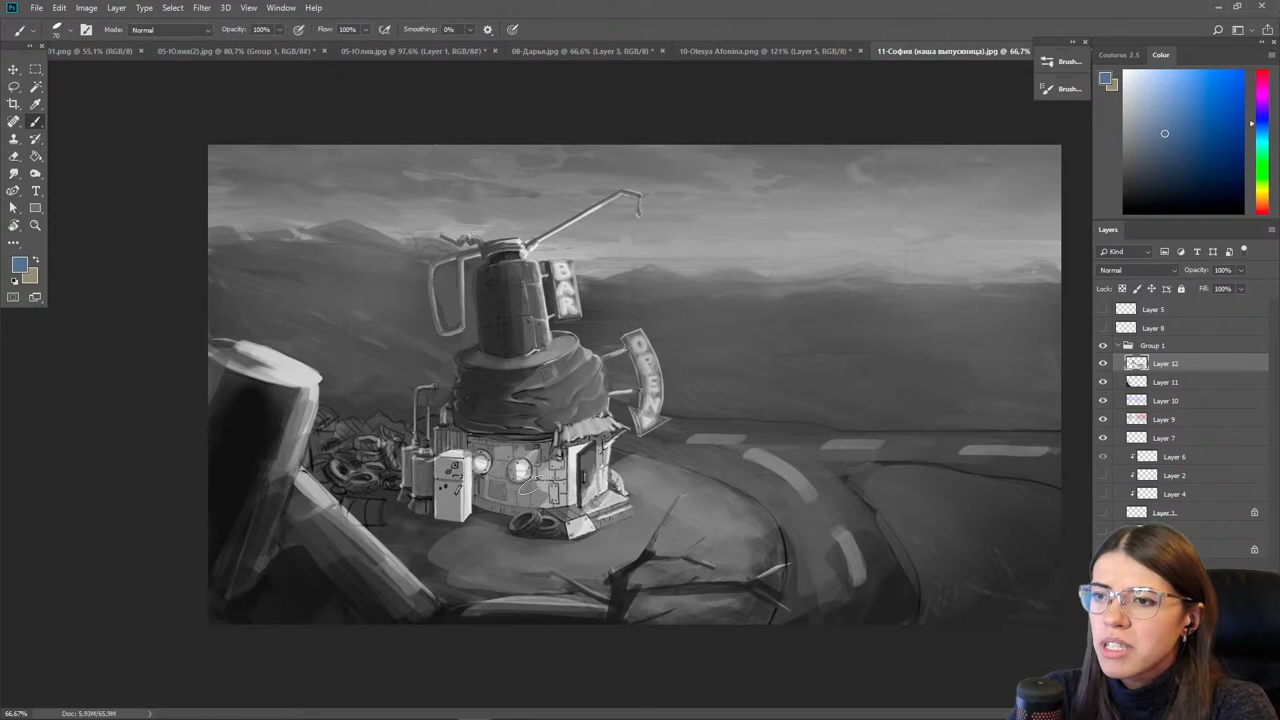 File Edit Image Layer Type Select Filter 3D View Window Help
Mode: Normal Opacity: 100% Flow: 100% Smoothing: 0%
01.png @ 55,1% (RGB/8) 05-Юлия(2).jpg @ 80,7% (Group 1, RGB/8#) * 05-Юлия.jpg @ 97,6% (Layer 1, RGB/8#) * 08-Дарья.jpg @ 66,6% (Layer 3, RGB/8) * 10-Olesya Afonina.png @ 121% (Layer 5, RGB/8) * 11-София (наша выпускница).jpg @ 66,7%
Brush...
Brush...
Coolorus 2.5 Color
Layers
Kind
Normal Opacity: 100%
Lock: Fill: 100%
Layer 5
Layer 8
Group 1
Layer 12
Layer 11
Layer 10
Layer 9
Layer 7
Layer 6
Layer 2
Layer 4
Layer 1
BAR
OPEN
70
66,67% Doc: 5,93M/65,9M